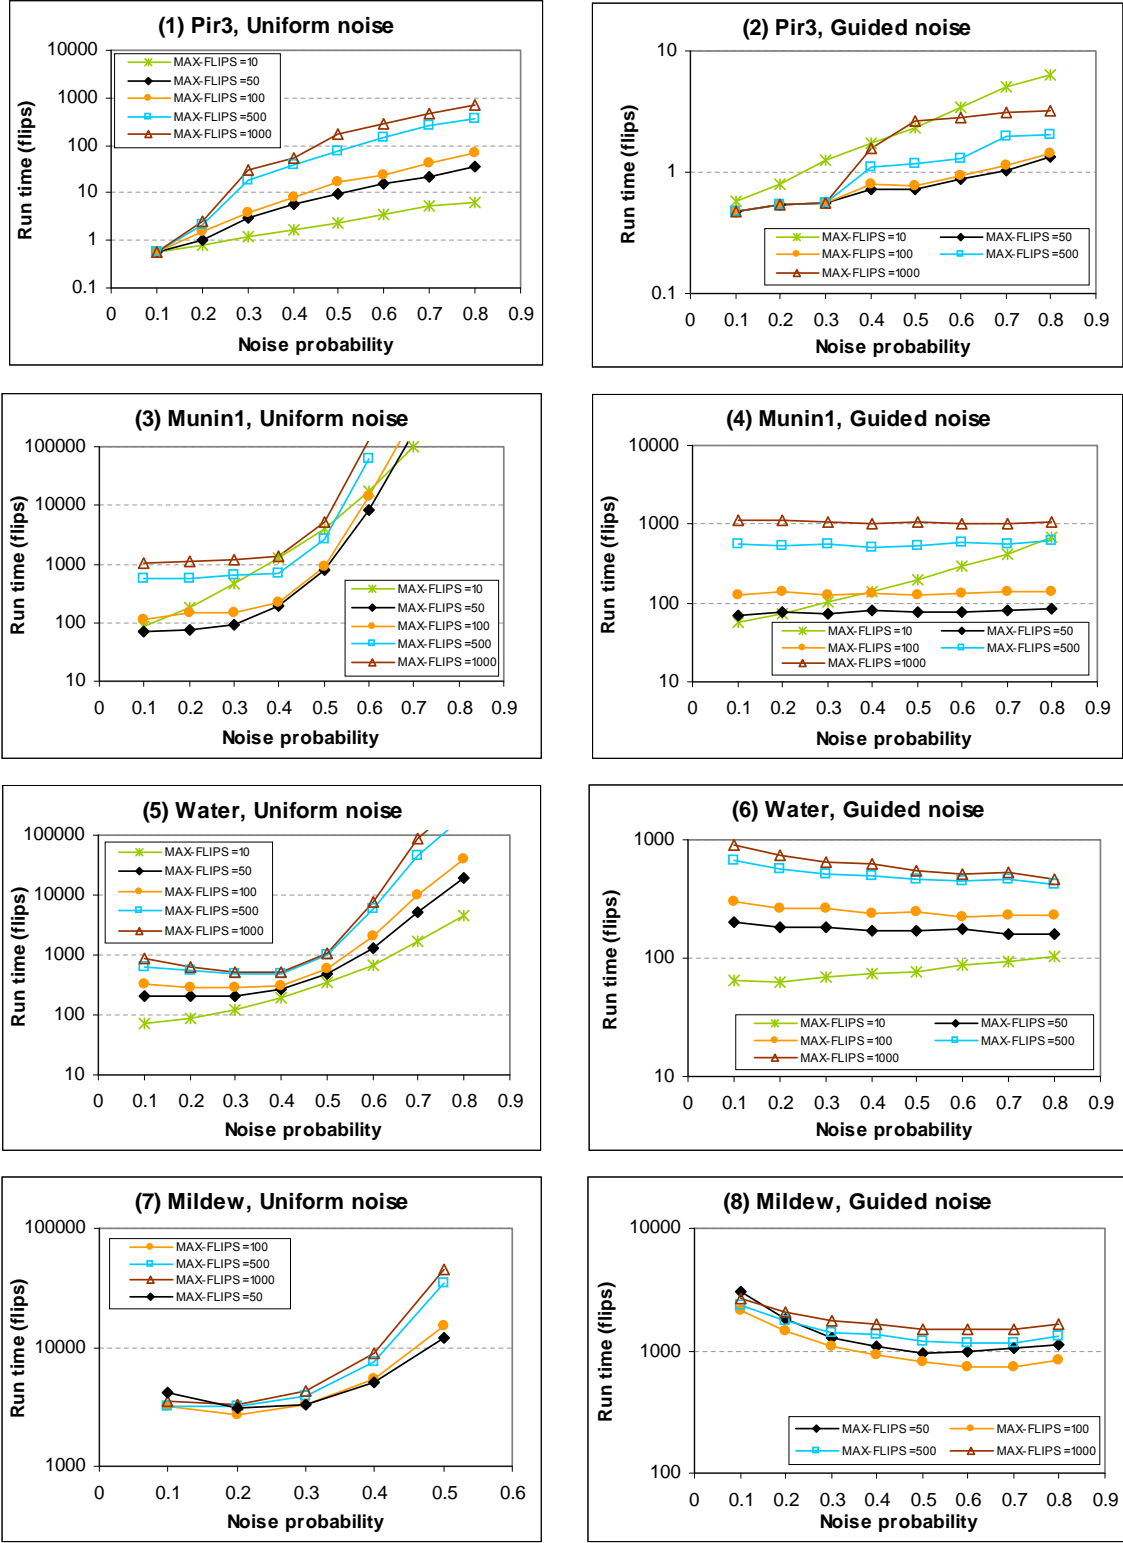 (1) Pir3, Uniform noise
Run time (flips)
10000
1000
100
10
1
0.1
MAX-FLIPS =10
MAX-FLIPS =50
MAX-FLIPS =100
MAX-FLIPS =500
MAX-FLIPS =1000
0 0.1 0.2 0.3 0.4 0.5 0.6 0.7 0.8 0.9
Noise probability
(2) Pir3, Guided noise
Run time (flips)
10
1
0.1
MAX-FLIPS =10 MAX-FLIPS =50
MAX-FLIPS =100 MAX-FLIPS =500
MAX-FLIPS =1000
0 0.1 0.2 0.3 0.4 0.5 0.6 0.7 0.8 0.9
Noise probability
(3) Munin1, Uniform noise
Run time (flips)
100000
10000
1000
100
10
MAX-FLIPS =10
MAX-FLIPS =50
MAX-FLIPS =100
MAX-FLIPS =500
MAX-FLIPS =1000
0 0.1 0.2 0.3 0.4 0.5 0.6 0.7 0.8 0.9
Noise probability
(4) Munin1, Guided noise
Run time (flips)
10000
1000
100
10
MAX-FLIPS =10 MAX-FLIPS =50
MAX-FLIPS =100 MAX-FLIPS =500
MAX-FLIPS =1000
0 0.1 0.2 0.3 0.4 0.5 0.6 0.7 0.8 0.9
Noise probability
(5) Water, Uniform noise
Run time (flips)
100000
10000
1000
100
10
MAX-FLIPS =10
MAX-FLIPS =50
MAX-FLIPS =100
MAX-FLIPS =500
MAX-FLIPS =1000
0 0.1 0.2 0.3 0.4 0.5 0.6 0.7 0.8 0.9
Noise probability
(6) Water, Guided noise
Run time (flips)
1000
100
10
MAX-FLIPS =10 MAX-FLIPS =50
MAX-FLIPS =100 MAX-FLIPS =500
MAX-FLIPS =1000
0 0.1 0.2 0.3 0.4 0.5 0.6 0.7 0.8 0.9
Noise probability
(7) Mildew, Uniform noise
Run time (flips)
100000
10000
1000
MAX-FLIPS =100
MAX-FLIPS =500
MAX-FLIPS =1000
MAX-FLIPS =50
0 0.1 0.2 0.3 0.4 0.5 0.6
Noise probability
(8) Mildew, Guided noise
Run time (flips)
10000
1000
100
MAX-FLIPS =50 MAX-FLIPS =100
MAX-FLIPS =500 MAX-FLIPS =1000
0 0.1 0.2 0.3 0.4 0.5 0.6 0.7 0.8 0.9
Noise probability